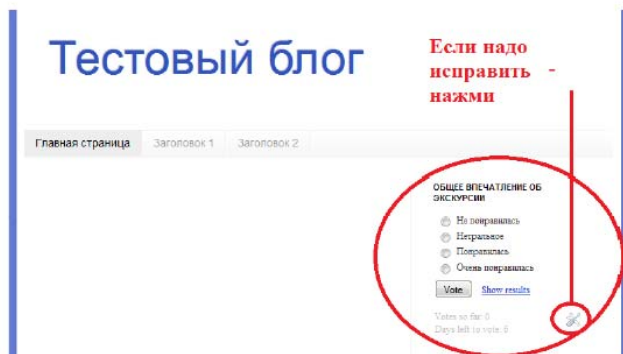 Тестовый блог
Если надо
исправить -
нажми
Главная страница Заголовок 1 Заголовок 2
ОБЩЕЕ ВПЕЧАТЛЕНИЕ ОБ
ЭКСКУРСИИ
Не понравилась
Нетральное
Понравилась
Очень понравилась
Vote Show results
Votes so far: 0
Days left to vote: 6